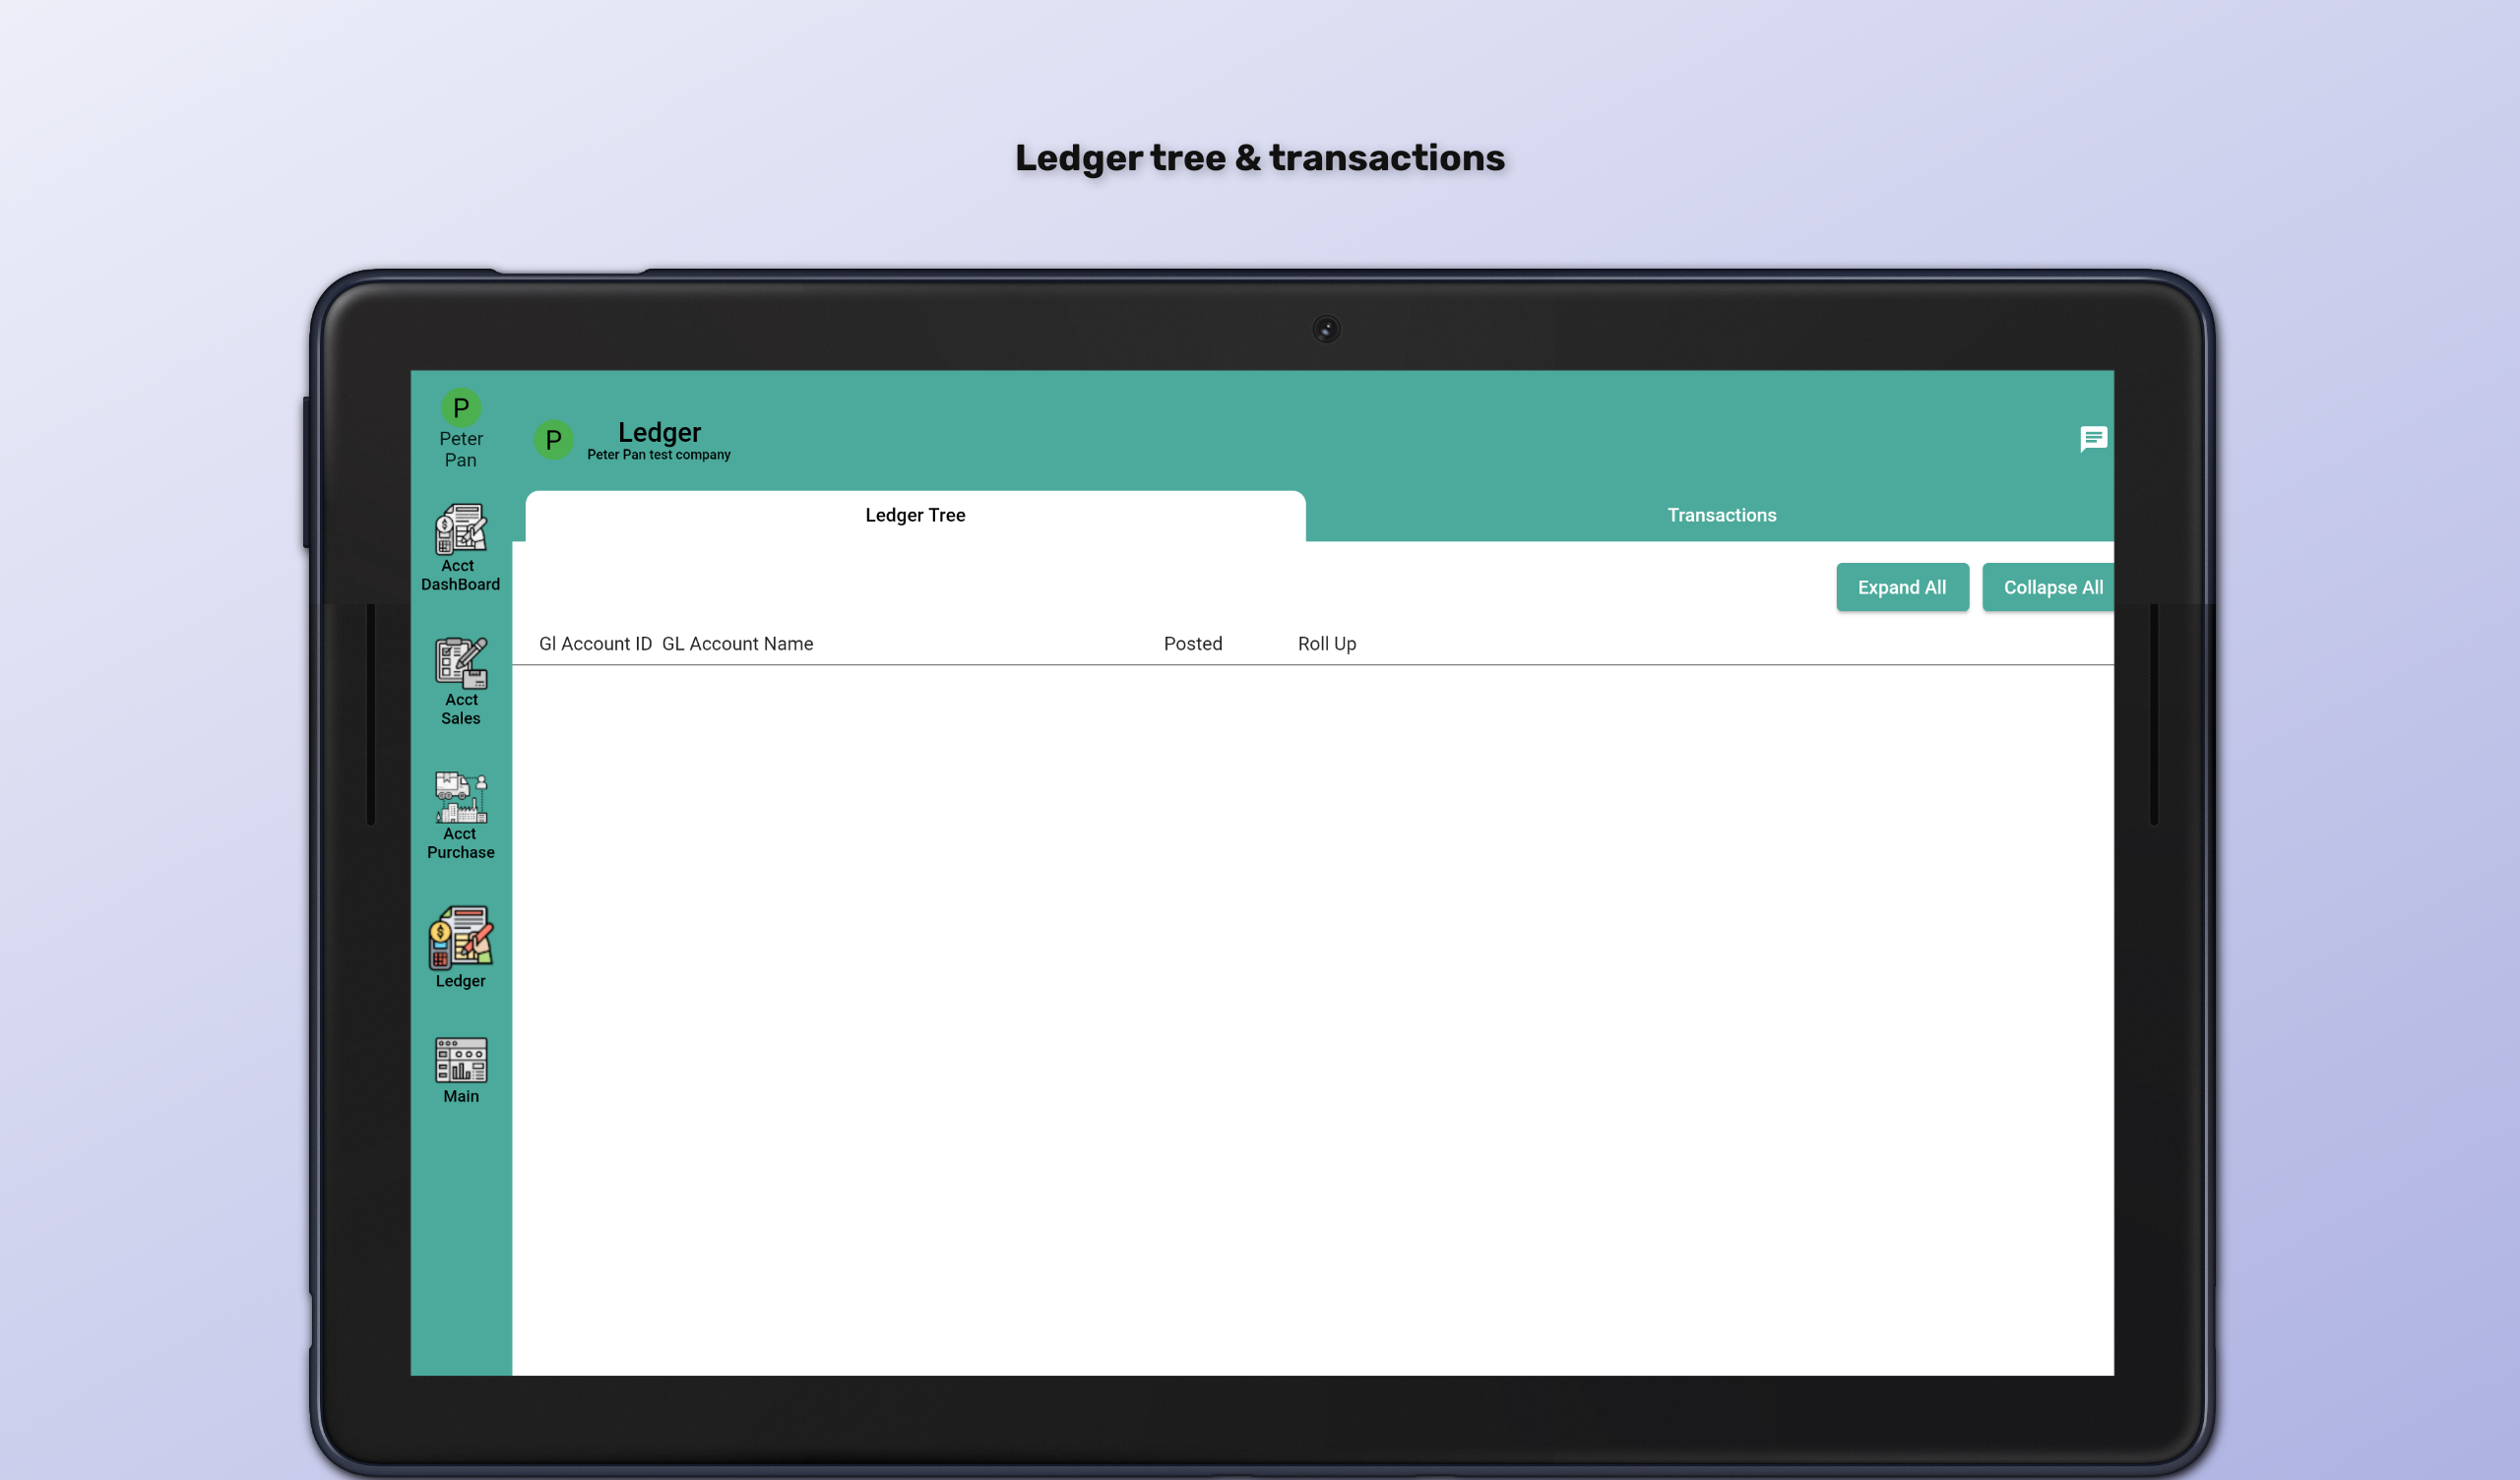 Ledger tree & transactions
P
Peter
Pan
P
Ledger
Peter Pan test company
Ledger Tree
Transactions
Acct
DashBoard
Expand All
Collapse All
Gl Account ID
GL Account Name
Posted
Roll Up
Acct
Sales
Acct
Purchase
Ledger
Main